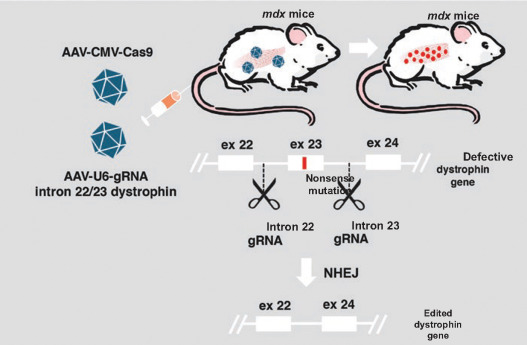 mdx mice
mdx mice
AAV-CMV-Cas9
AAV-U6-gRNA
intron 22/23 dystrophin
ex 22
ex 23
ex 24
Nonsense
mutation
Defective
dystrophin
gene
Intron 22
gRNA
Intron 23
gRNA
NHEJ
ex 22
ex 24
Edited
dystrophin
gene